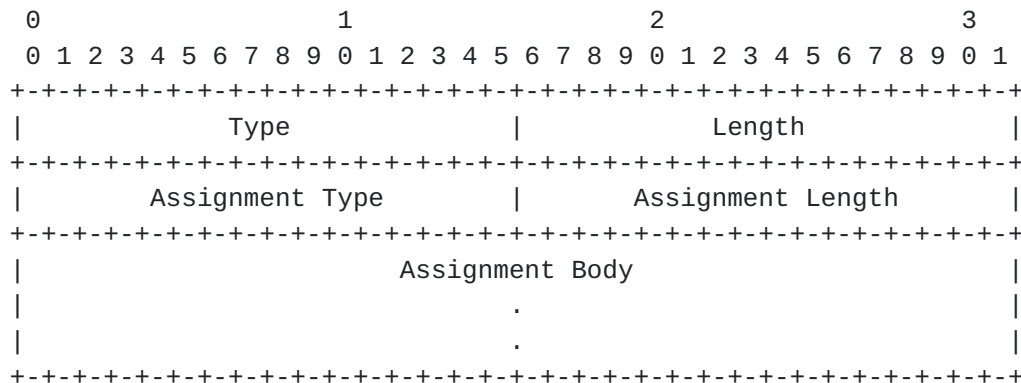 0                   1                   2                   3
 0 1 2 3 4 5 6 7 8 9 0 1 2 3 4 5 6 7 8 9 0 1 2 3 4 5 6 7 8 9 0 1
+-+-+-+-+-+-+-+-+-+-+-+-+-+-+-+-+-+-+-+-+-+-+-+-+-+-+-+-+-+-+-+-+
|             Type              |            Length             |
+-+-+-+-+-+-+-+-+-+-+-+-+-+-+-+-+-+-+-+-+-+-+-+-+-+-+-+-+-+-+-+-+
|        Assignment Type        |       Assignment Length       |
+-+-+-+-+-+-+-+-+-+-+-+-+-+-+-+-+-+-+-+-+-+-+-+-+-+-+-+-+-+-+-+-+
|                        Assignment Body                        |
|                               .                               |
|                               .                               |
+-+-+-+-+-+-+-+-+-+-+-+-+-+-+-+-+-+-+-+-+-+-+-+-+-+-+-+-+-+-+-+-+